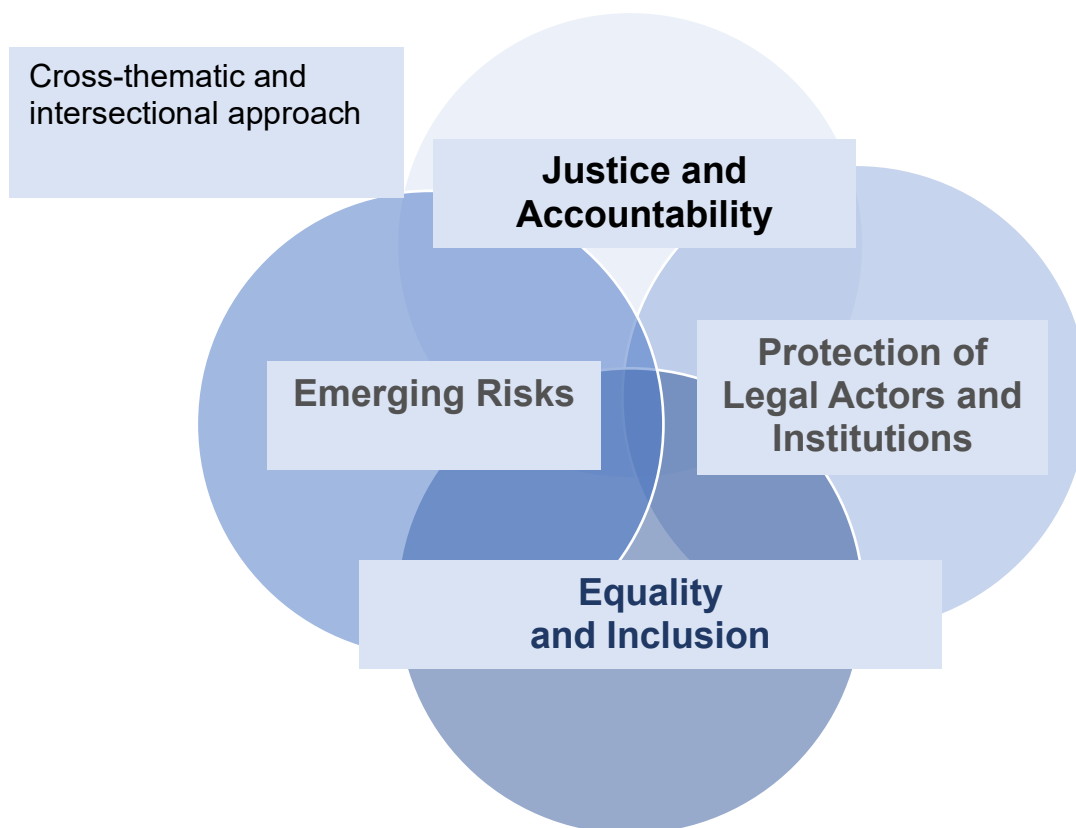 Cross-thematic and
intersectional approach
Justice and
Accountability
Emerging Risks
Protection of
Legal Actors and
Institutions
Equality
and Inclusion